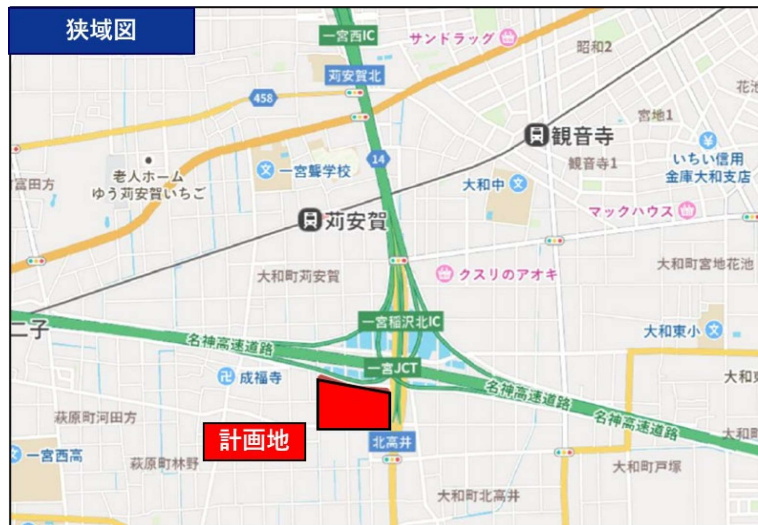 狭域図
一宮西IC
サンドラッグ
昭和2
苅安賀北
花池
458
宮地1
観音寺
老人ホーム
ゆう苅安賀いちご
一宮聾学校
14
観音寺1
いちい信用
金庫大和支店
富田方
大和中
苅安賀
マックハウス
大和町苅安賀
クスリのアオキ
大和町宮地花池
二子
一宮稲沢北IC
名神高速道路
大和東小
一宮JCT
成福寺
名神高速道路
大和東
萩原町河田方
名神高速道路
計画地
北高井
一宮西高
萩原町林野
大和町戸塚
大和町北高井
大和町